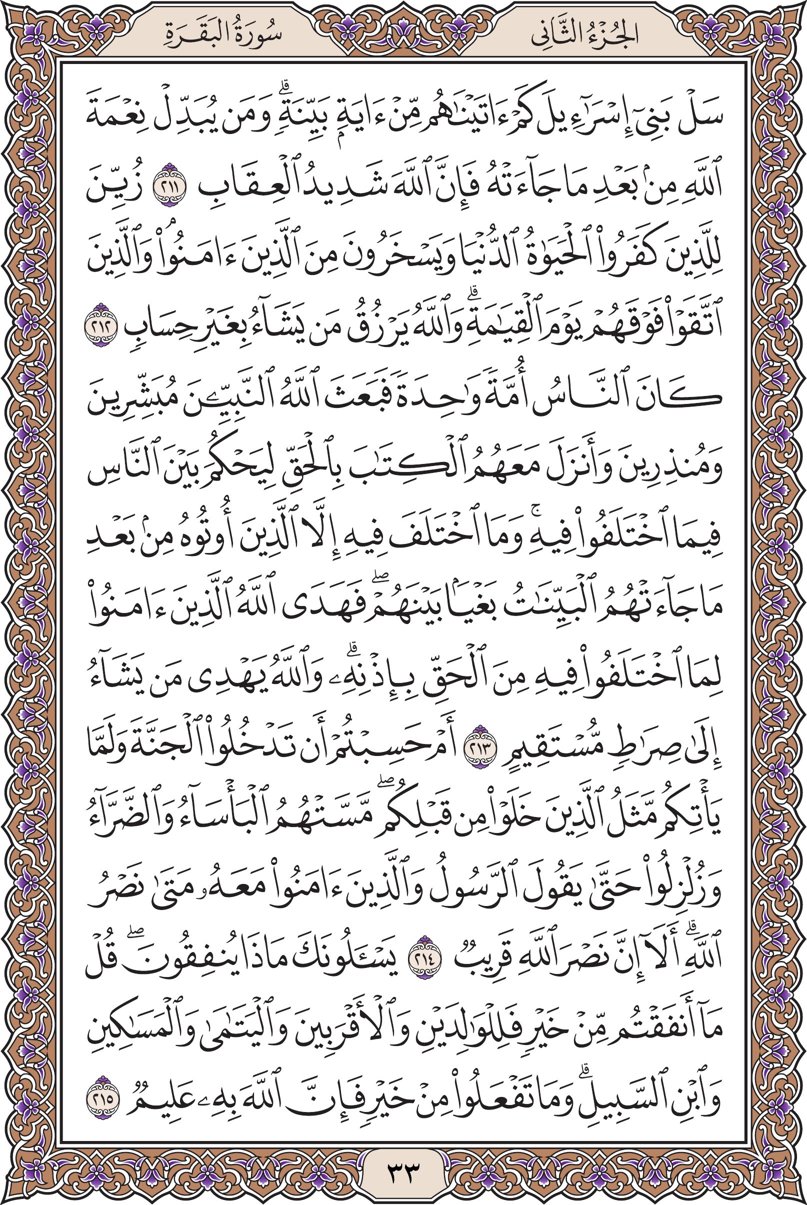 الجُزْءُ الثَّانِي
سُورَةُ البَقَرَةِ
سَلْ بَنِىٓ إِسْرَٰٓءِيلَ كَمْ ءَاتَيْنَٰهُم مِّنْ ءَايَةٍۭ بَيِّنَةٍۗ وَمَن يُبَدِّلْ نِعْمَةَ
ٱللَّهِ مِنۢ بَعْدِ مَا جَآءَتْهُ فَإِنَّ ٱللَّهَ شَدِيدُ ٱلْعِقَابِ ٢١١ زُيِّنَ
لِلَّذِينَ كَفَرُوا۟ ٱلْحَيَوٰةُ ٱلدُّنْيَا وَيَسْخَرُونَ مِنَ ٱلَّذِينَ ءَامَنُوا۟ۘ وَٱلَّذِينَ
ٱتَّقَوْا۟ فَوْقَهُمْ يَوْمَ ٱلْقِيَٰمَةِۗ وَٱللَّهُ يَرْزُقُ مَن يَشَآءُ بِغَيْرِ حِسَابٍ ٢١٢
كَانَ ٱلنَّاسُ أُمَّةً وَٰحِدَةً فَبَعَثَ ٱللَّهُ ٱلنَّبِيِّـۧنَ مُبَشِّرِينَ
وَمُنذِرِينَ وَأَنزَلَ مَعَهُمُ ٱلْكِتَٰبَ بِٱلْحَقِّ لِيَحْكُمَ بَيْنَ ٱلنَّاسِ
فِيمَا ٱخْتَلَفُوا۟ فِيهِۚ وَمَا ٱخْتَلَفَ فِيهِ إِلَّا ٱلَّذِينَ أُوتُوهُ مِنۢ بَعْدِ
مَا جَآءَتْهُمُ ٱلْبَيِّنَٰتُ بَغْيًۢا بَيْنَهُمْۖ فَهَدَى ٱللَّهُ ٱلَّذِينَ ءَامَنُوا۟
لِمَا ٱخْتَلَفُوا۟ فِيهِ مِنَ ٱلْحَقِّ بِإِذْنِهِۦۗ وَٱللَّهُ يَهْدِى مَن يَشَآءُ
إِلَىٰ صِرَٰطٍ مُّسْتَقِيمٍ ٢١٣ أَمْ حَسِبْتُمْ أَن تَدْخُلُوا۟ ٱلْجَنَّةَ وَلَمَّا
يَأْتِكُم مَّثَلُ ٱلَّذِينَ خَلَوْا۟ مِن قَبْلِكُمۖ مَّسَّتْهُمُ ٱلْبَأْسَآءُ وَٱلضَّرَّآءُ
وَزُلْزِلُوا۟ حَتَّىٰ يَقُولَ ٱلرَّسُولُ وَٱلَّذِينَ ءَامَنُوا۟ مَعَهُۥ مَتَىٰ نَصْرُ
ٱللَّهِۗ أَلَآ إِنَّ نَصْرَ ٱللَّهِ قَرِيبٌ ٢١٤ يَسْـَٔلُونَكَ مَاذَا يُنفِقُونَۖ قُلْ
مَآ أَنفَقْتُم مِّنْ خَيْرٍ فَلِلْوَٰلِدَيْنِ وَٱلْأَقْرَبِينَ وَٱلْيَتَٰمَىٰ وَٱلْمَسَٰكِينِ
وَٱبْنِ ٱلسَّبِيلِۗ وَمَا تَفْعَلُوا۟ مِنْ خَيْرٍ فَإِنَّ ٱللَّهَ بِهِۦ عَلِيمٌ ٢١٥
٣٣